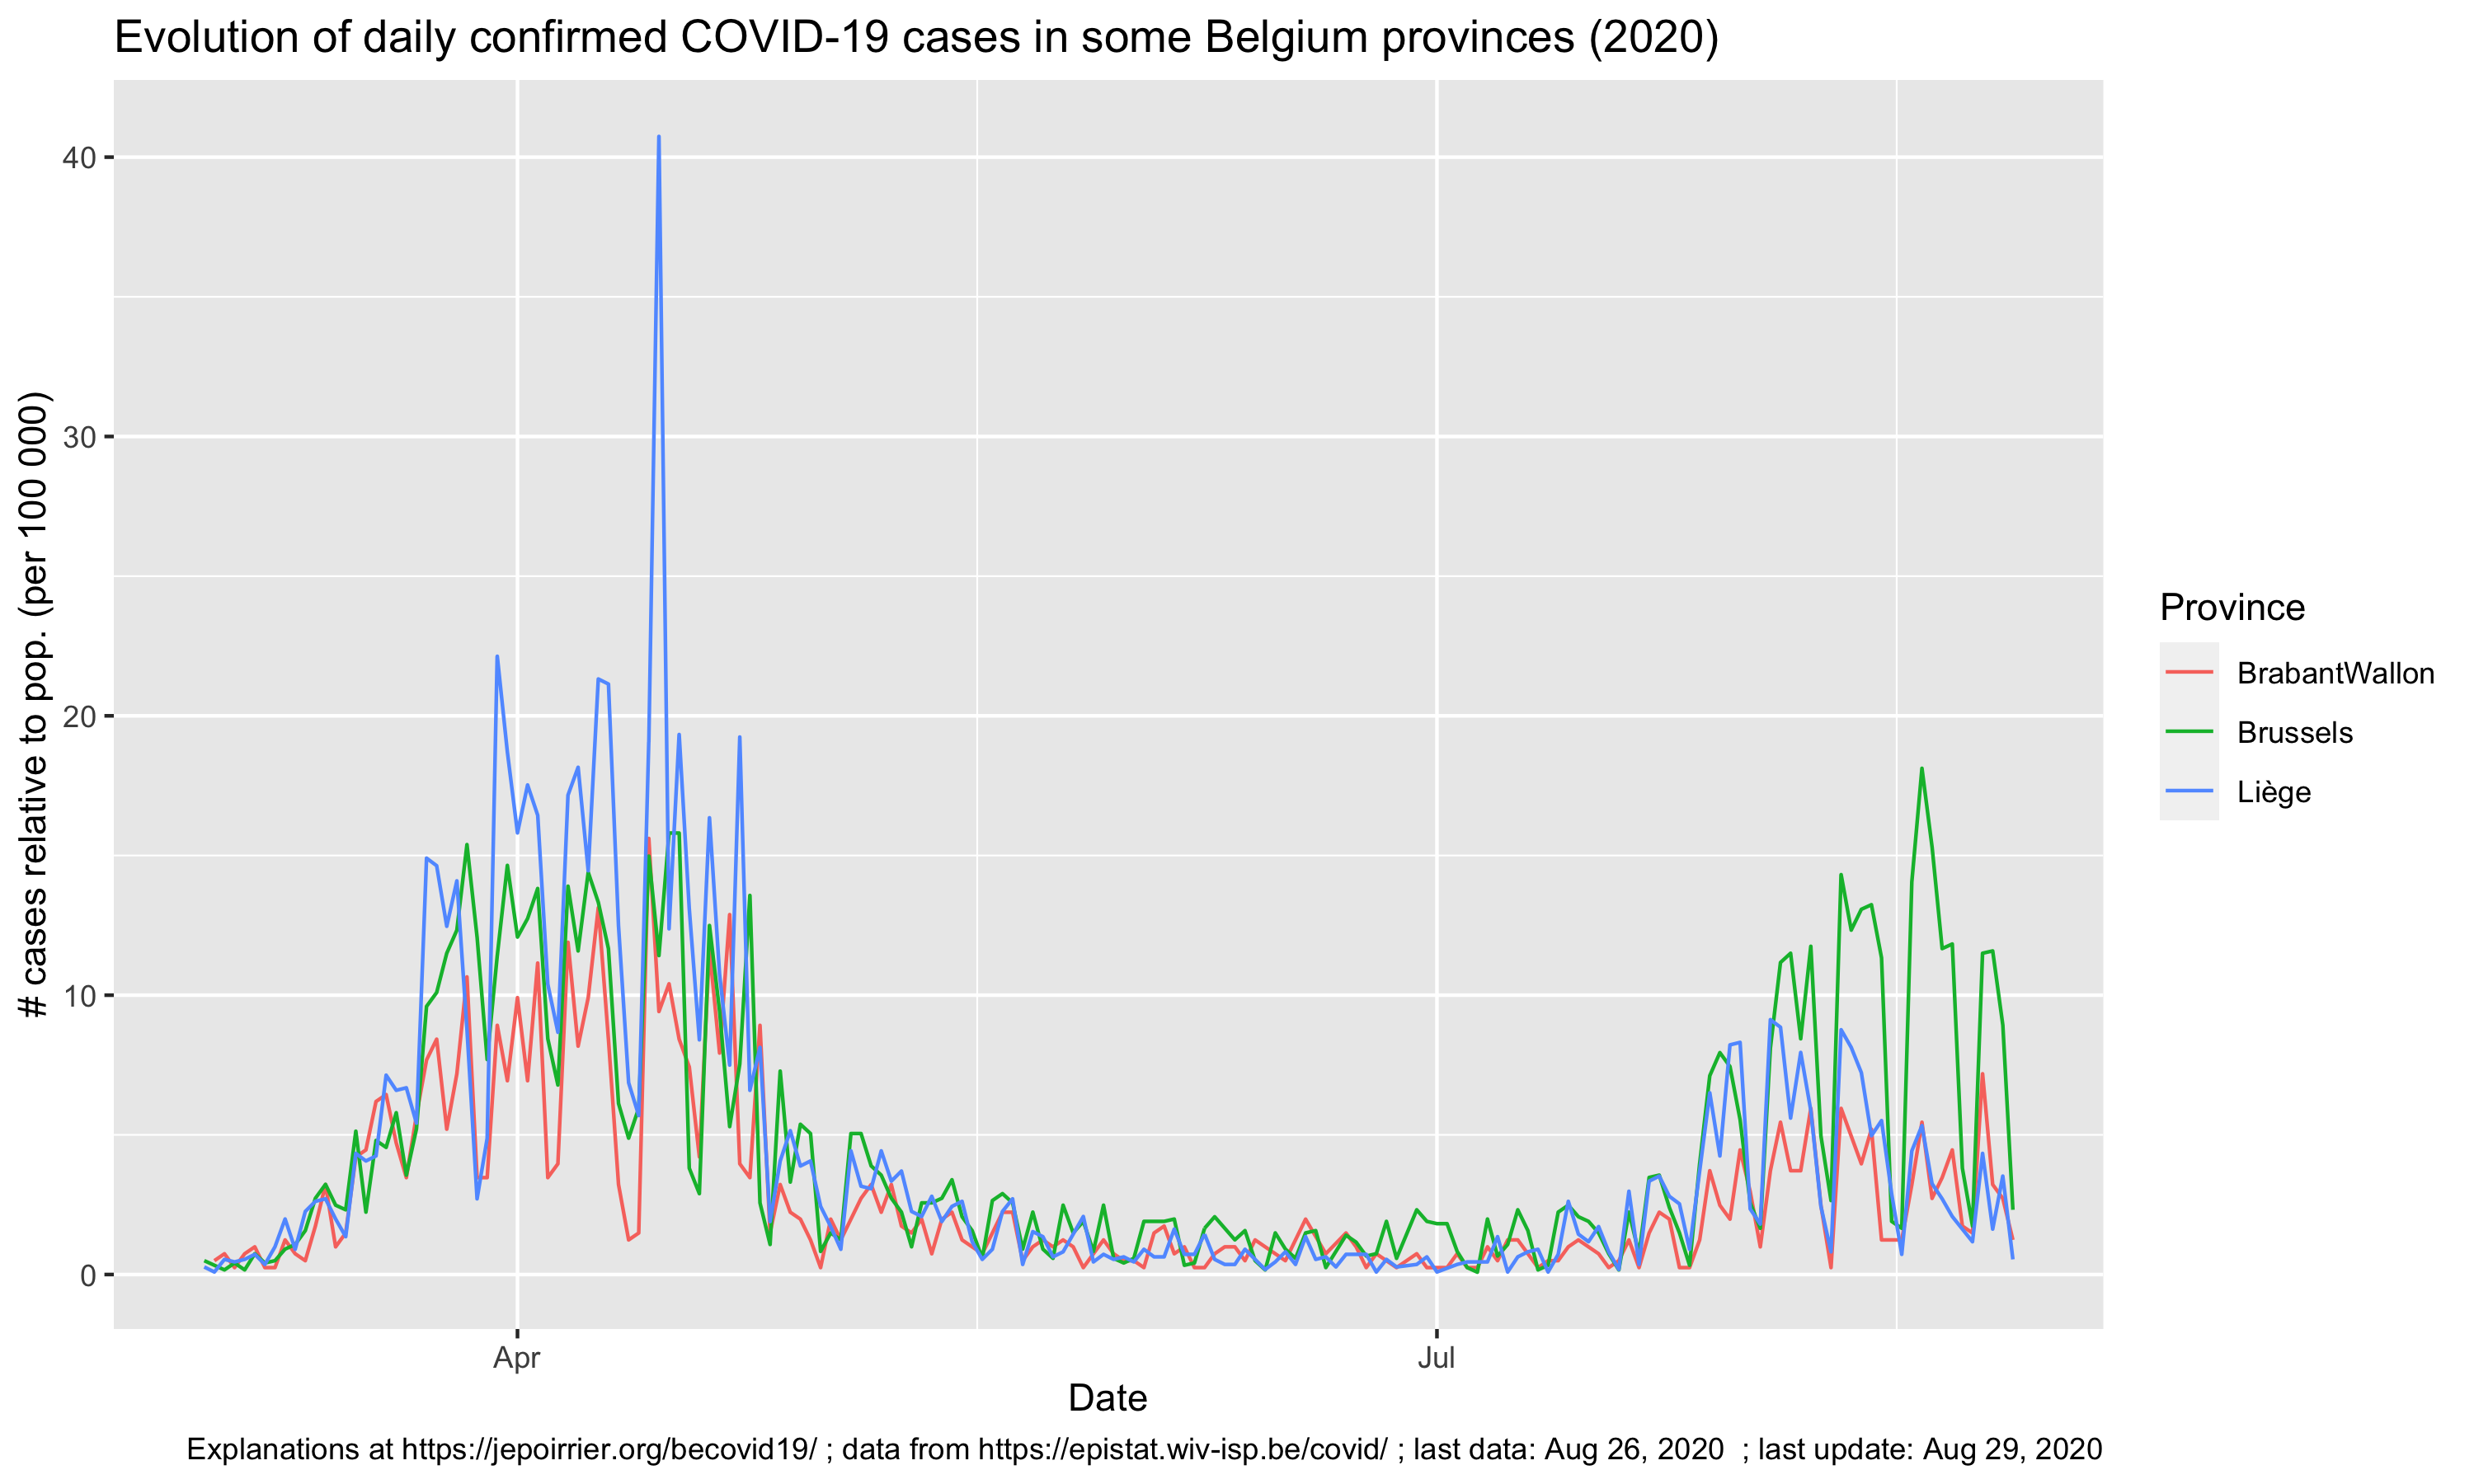 Evolution of daily confirmed COVID-19 cases in some Belgium provinces (2020)
# cases relative to pop. (per 100 000)
40
30
20
10
0
Apr
Jul
Date
Province
BrabantWallon
Brussels
Liège
Explanations at https://jepoirrier.org/becovid19/ ; data from https://epistat.wiv-isp.be/covid/ ; last data: Aug 26, 2020  ; last update: Aug 29, 2020